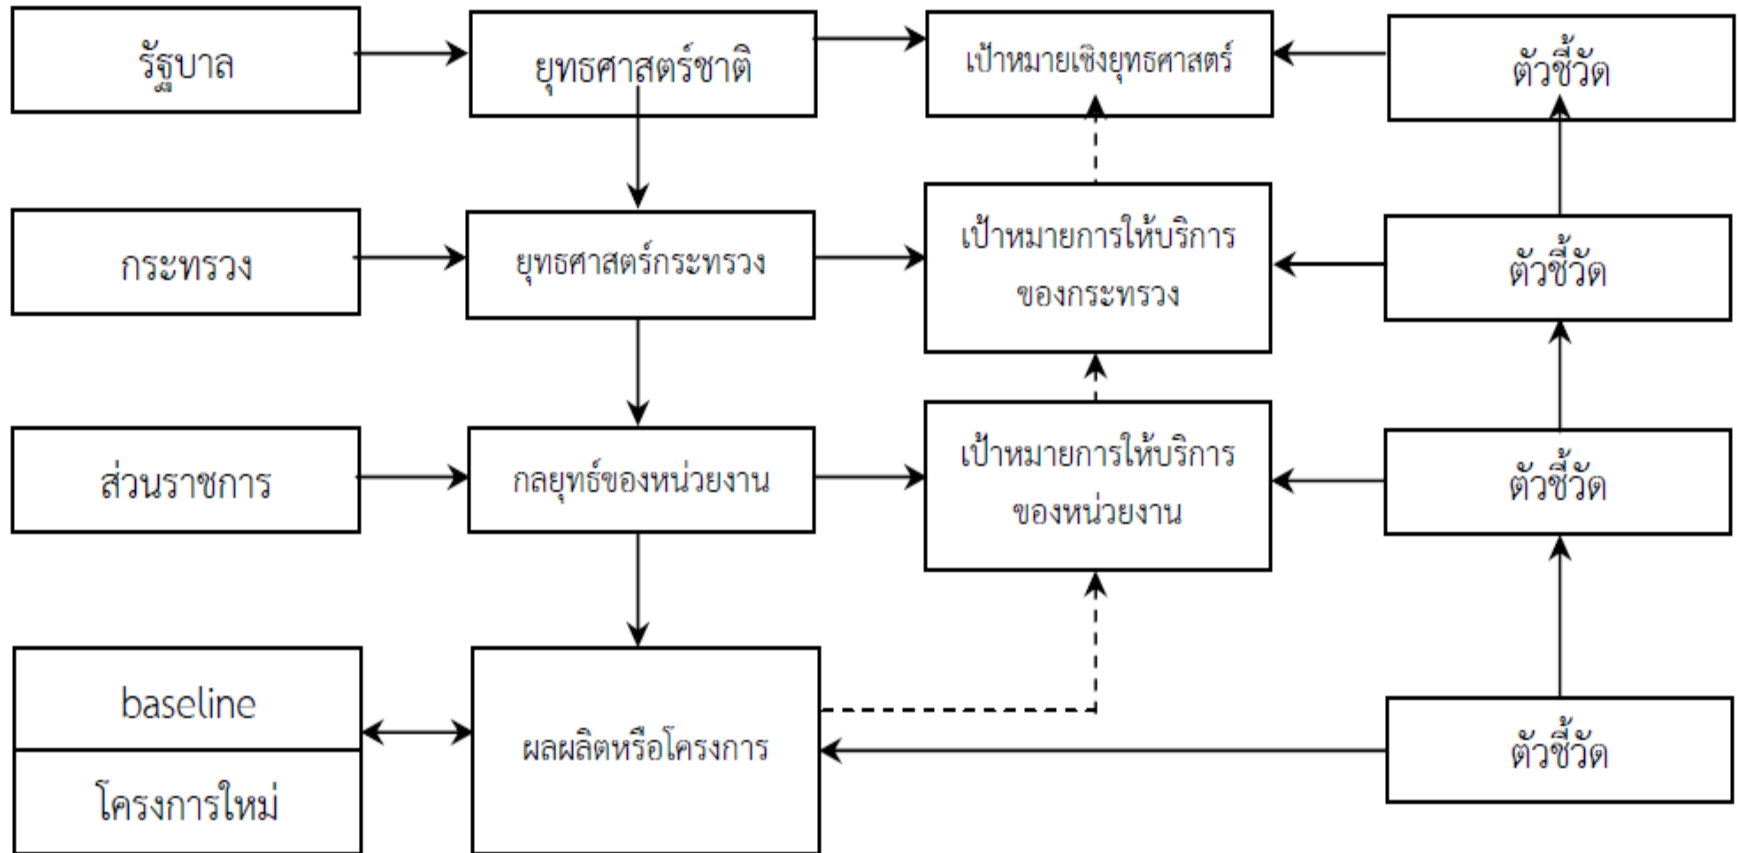 รัฐบาล
ยุทธศาสตร์ชาติ
เป้าหมายเชิงยุทธศาสตร์
ตัวชี้วัด
กระทรวง
ยุทธศาสตร์กระทรวง
เป้าหมายการให้บริการ
ของกระทรวง
ตัวชี้วัด
ส่วนราชการ
กลยุทธ์ของหน่วยงาน
เป้าหมายการให้บริการ
ของหน่วยงาน
ตัวชี้วัด
baseline
โครงการใหม่
ผลผลิตหรือโครงการ
ตัวชี้วัด